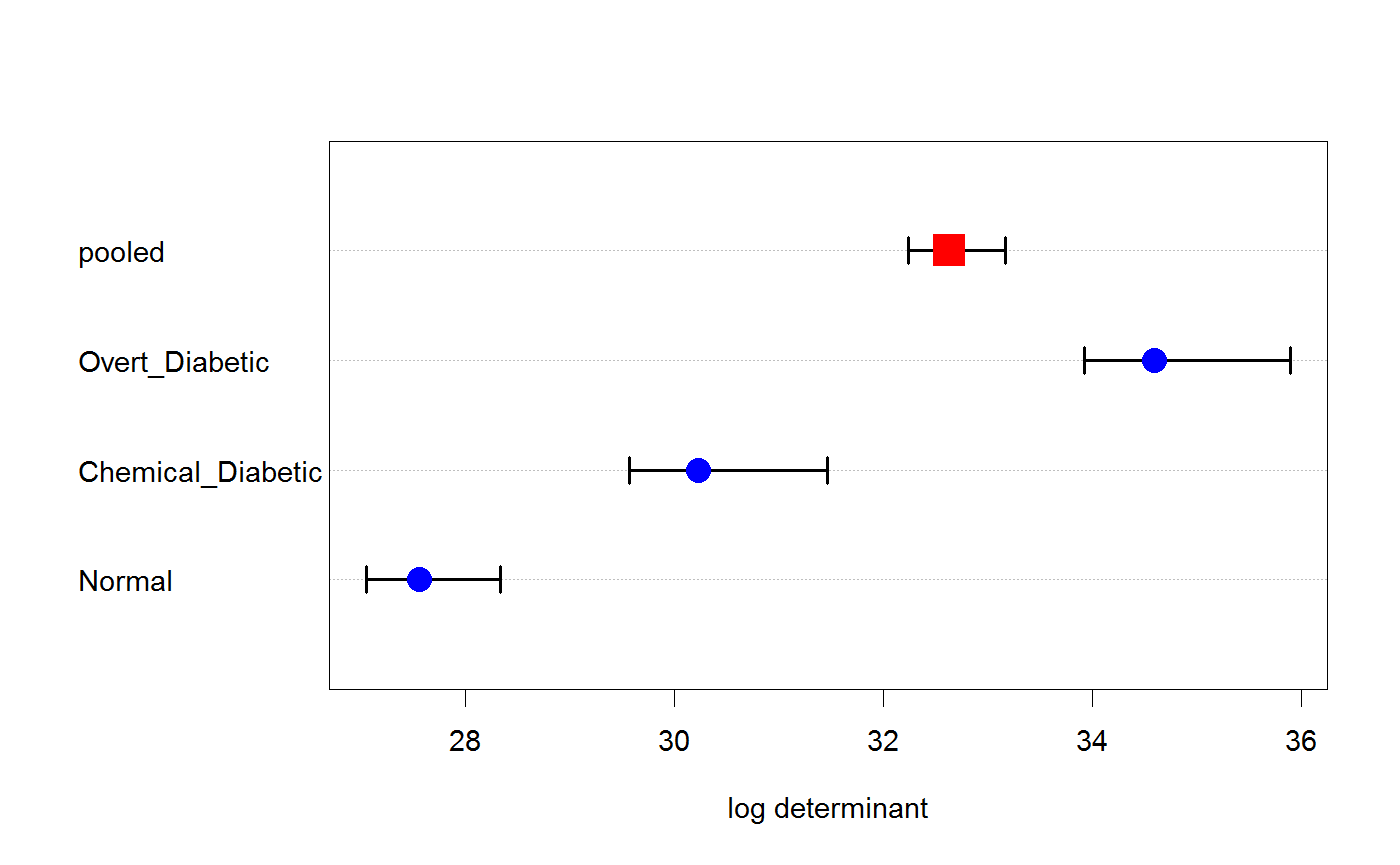 pooled
Overt_Diabetic
Chemical_Diabetic
Normal
28 30 32 34 36
log determinant